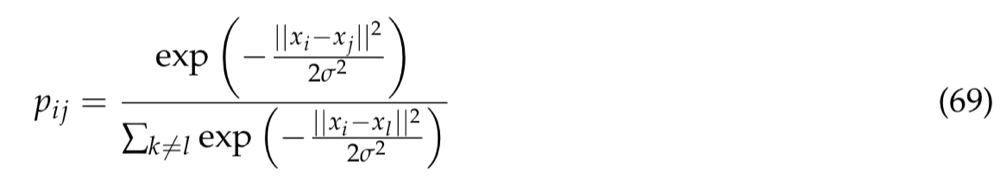 p_{ij} = \frac{\exp\left(-\frac{||x_i - x_j||^2}{2\sigma^2}\right)}{\sum_{k \neq l} \exp\left(-\frac{||x_i - x_l||^2}{2\sigma^2}\right)} (69)